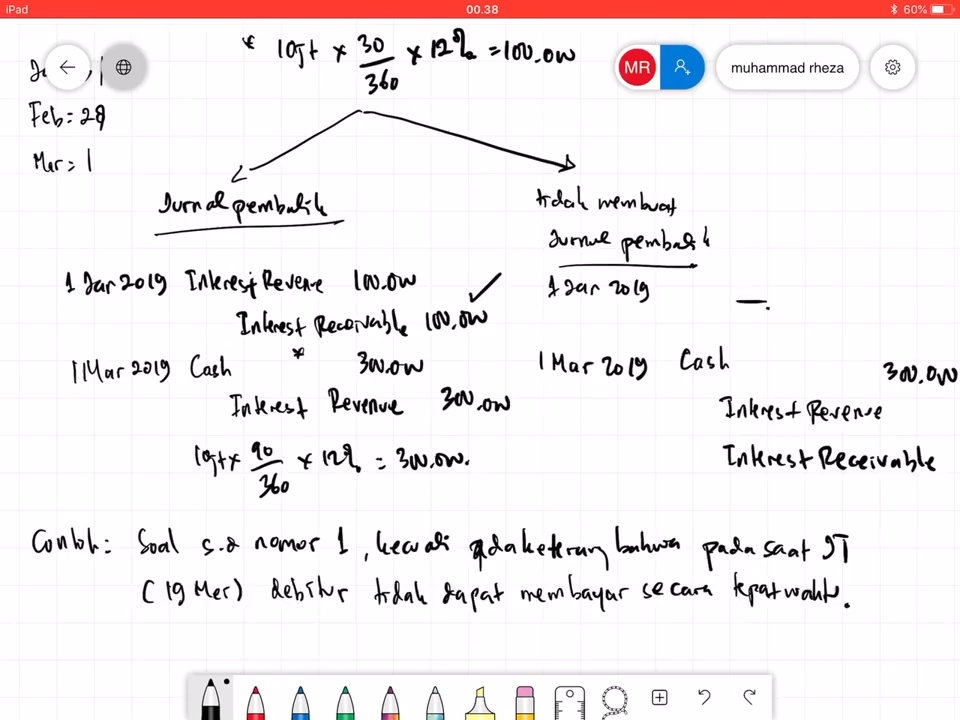 iPad 00.38 60%
* 10jt x 30/360 x 12% = 100.000
MR muhammad rheza
Feb = 28
Mar = 1
Jurnal pembalik
tidak membuat
Jurnal pembalik
1 Jan 2019 Interest Revenue 100.000
Interest Receivable 100.000
1 Jan 2019 —
1 Mar 2019 Cash 300.000
*
Interest Revenue 300.000
1 Mar 2019 Cash 300.000
Interest Revenue
Interest Receivable
10jt x 90/360 x 12% = 300.000.
Contoh: Soal s.d nomor 1, kecuali ada keterang bahwa pada saat JT
(19 Mar) debitur tidak dapat membayar secara tepat waktu.